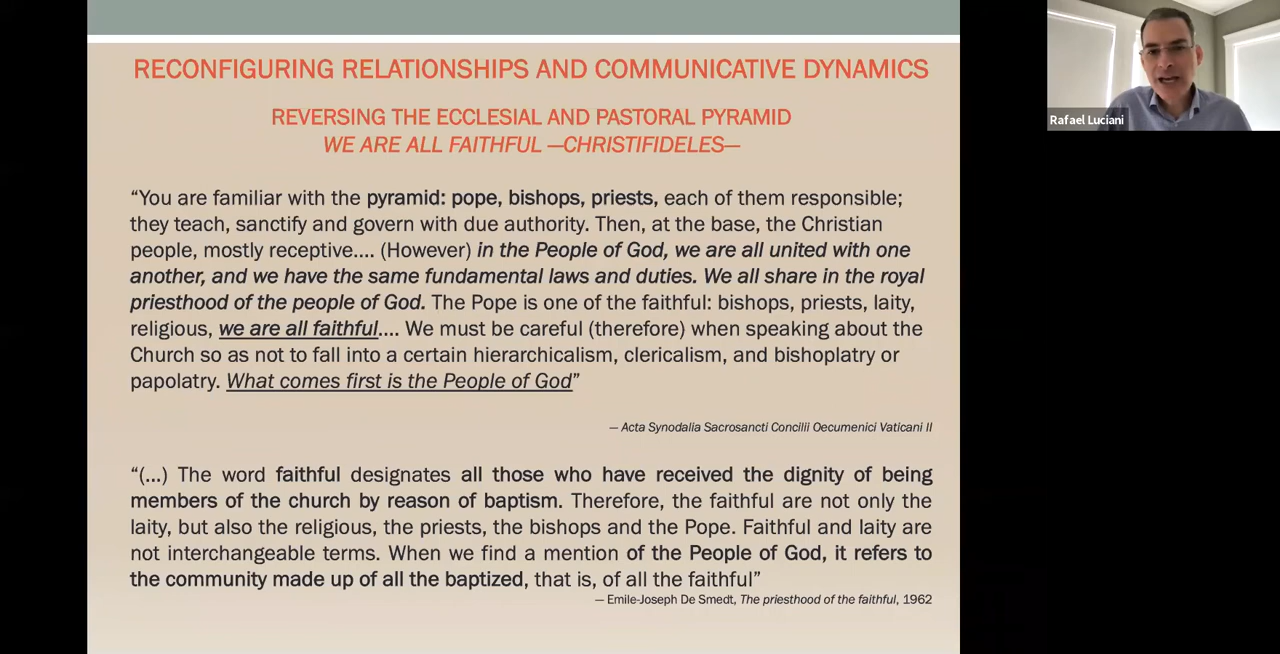 RECONFIGURING RELATIONSHIPS AND COMMUNICATIVE DYNAMICS
REVERSING THE ECCLESIAL AND PASTORAL PYRAMID
WE ARE ALL FAITHFUL —CHRISTIFIDELES—
“You are familiar with the pyramid: pope, bishops, priests, each of them responsible;
they teach, sanctify and govern with due authority. Then, at the base, the Christian
people, mostly receptive.... (However) in the People of God, we are all united with one
another, and we have the same fundamental laws and duties. We all share in the royal
priesthood of the people of God. The Pope is one of the faithful: bishops, priests, laity,
religious, we are all faithful.... We must be careful (therefore) when speaking about the
Church so as not to fall into a certain hierarchicalism, clericalism, and bishoplatry or
papolatry. What comes first is the People of God”
— Acta Synodalia Sacrosancti Concilii Oecumenici Vaticani II
“(...) The word faithful designates all those who have received the dignity of being
members of the church by reason of baptism. Therefore, the faithful are not only the
laity, but also the religious, the priests, the bishops and the Pope. Faithful and laity are
not interchangeable terms. When we find a mention of the People of God, it refers to
the community made up of all the baptized, that is, of all the faithful”
— Emile-Joseph De Smedt, The priesthood of the faithful, 1962
Rafael Luciani